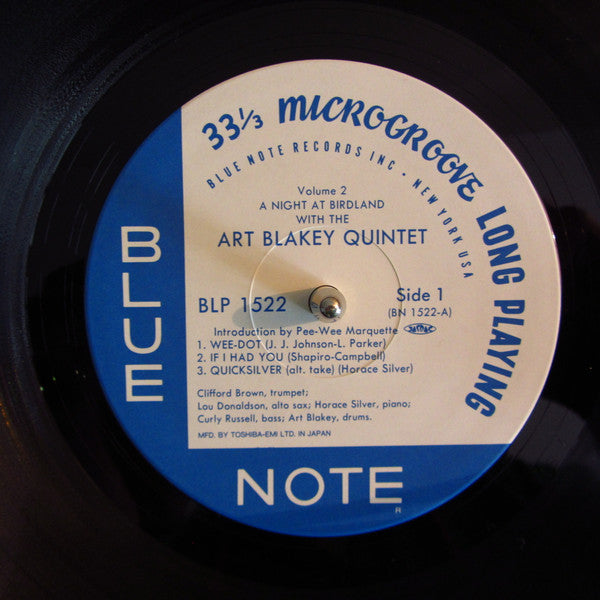 33⅓ MICROGROOVE LONG PLAYING
BLUE NOTE RECORDS INC · NEW YORK USA
Volume 2
A NIGHT AT BIRDLAND
WITH THE
ART BLAKEY QUINTET
BLP 1522
Side 1
(BN 1522-A)
Introduction by Pee-Wee Marquette
1. WEE-DOT (J. J. Johnson-L. Parker)
2. IF I HAD YOU (Shapiro-Campbell)
3. QUICKSILVER (alt. take) (Horace Silver)
Clifford Brown, trumpet;
Lou Donaldson, alto sax; Horace Silver, piano;
Curly Russell, bass; Art Blakey, drums.
MFD. BY TOSHIBA-EMI LTD. IN JAPAN
BLUE
NOTE
R